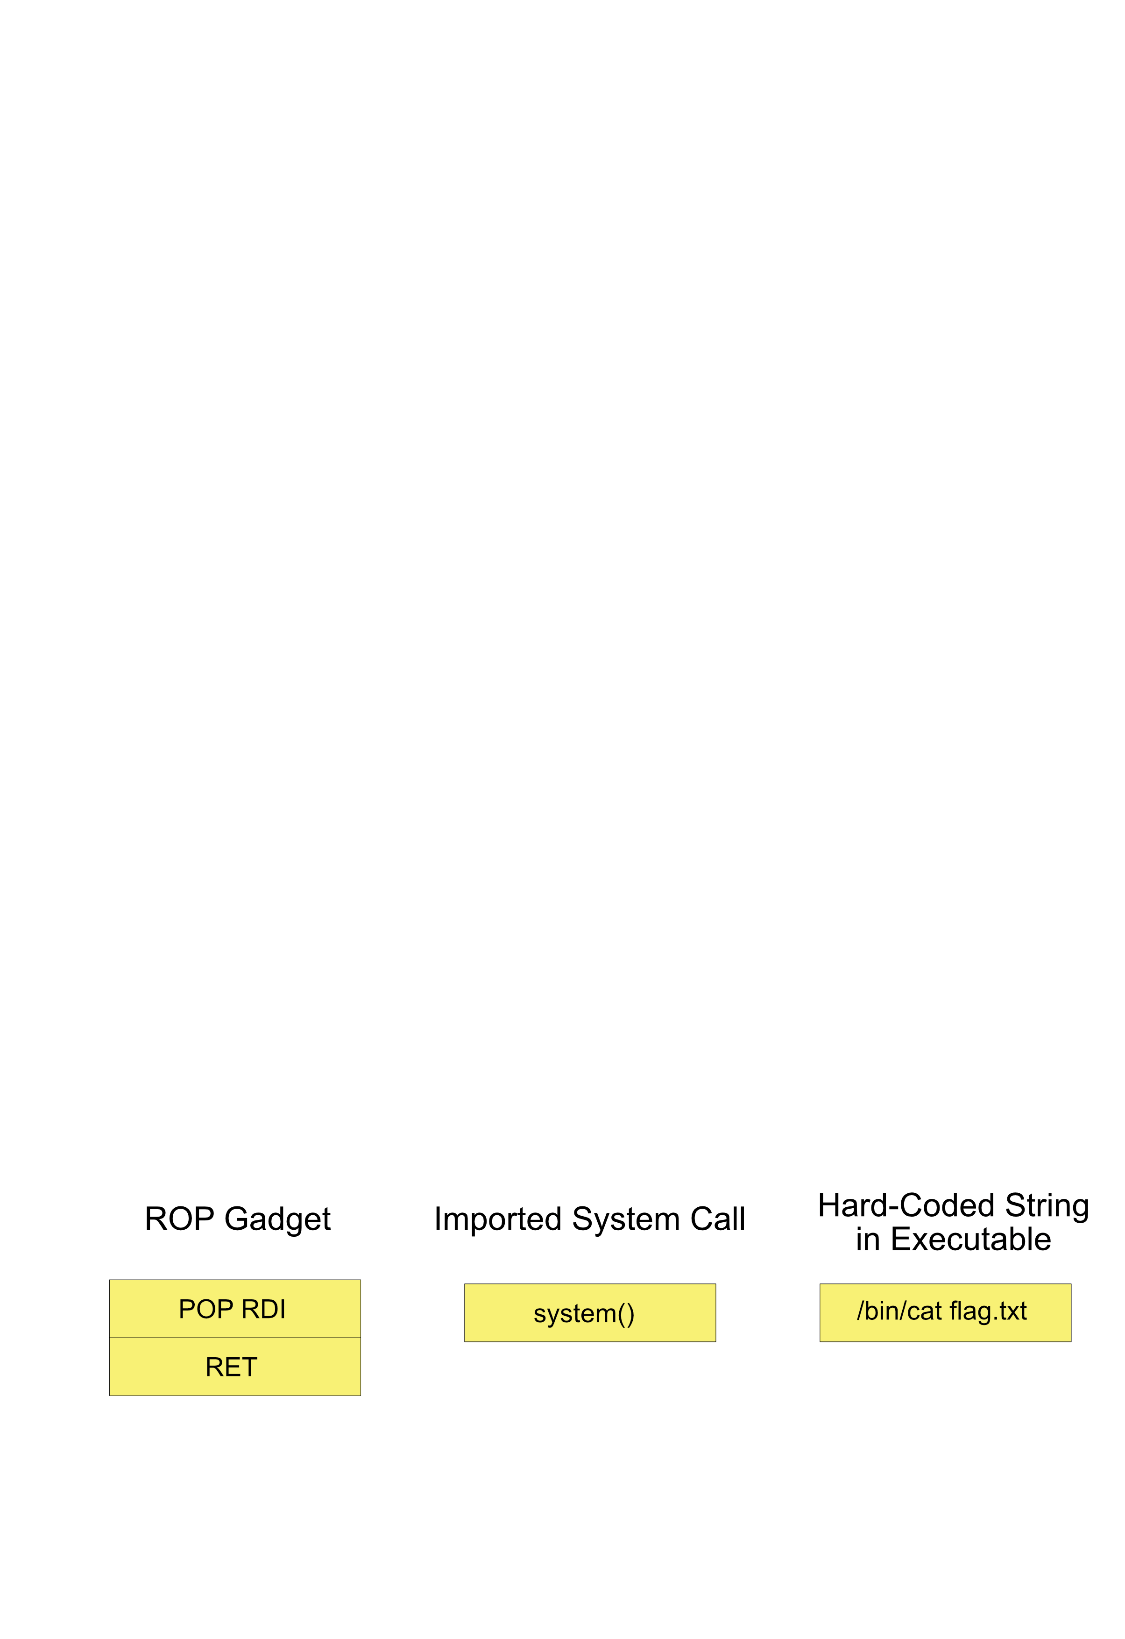 ROP Gadget
POP RDI
RET
Imported System Call
system()
Hard-Coded String
in Executable
/bin/cat flag.txt